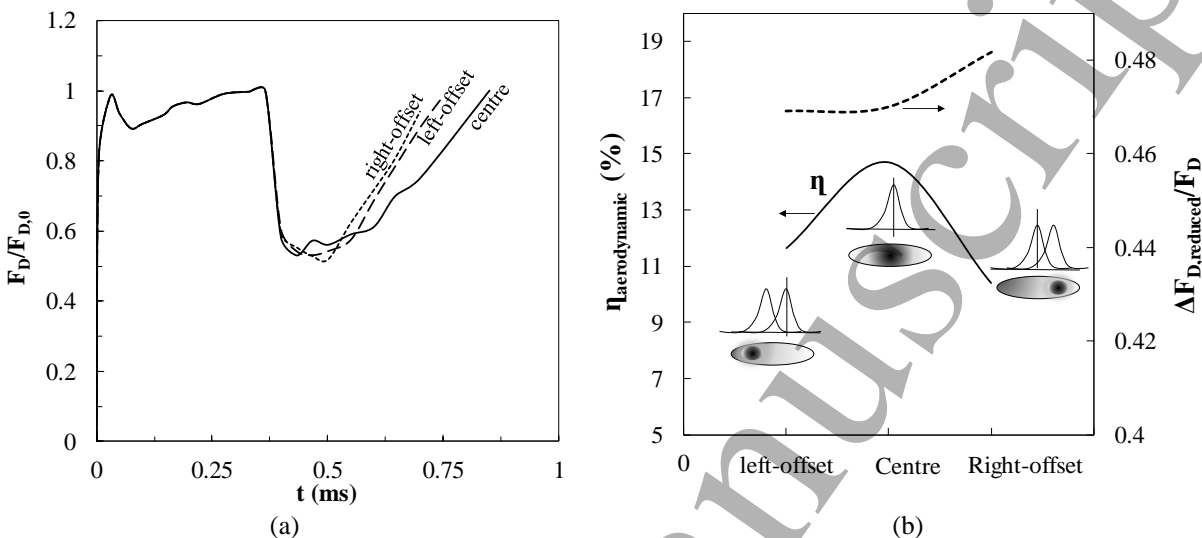 1.2
1
0.8
0.6
0.4
0.2
0
F_D/F_D,0
right-offset
left-offset
centre
0 0.25 0.5 0.75 1
t (ms)
(a)
19
17
15
13
11
9
7
5
η_aerodynamic (%)
η
0.48
0.46
0.44
0.42
0.4
ΔF_D,reduced/F_D
0 left-offset Centre Right-offset
(b)